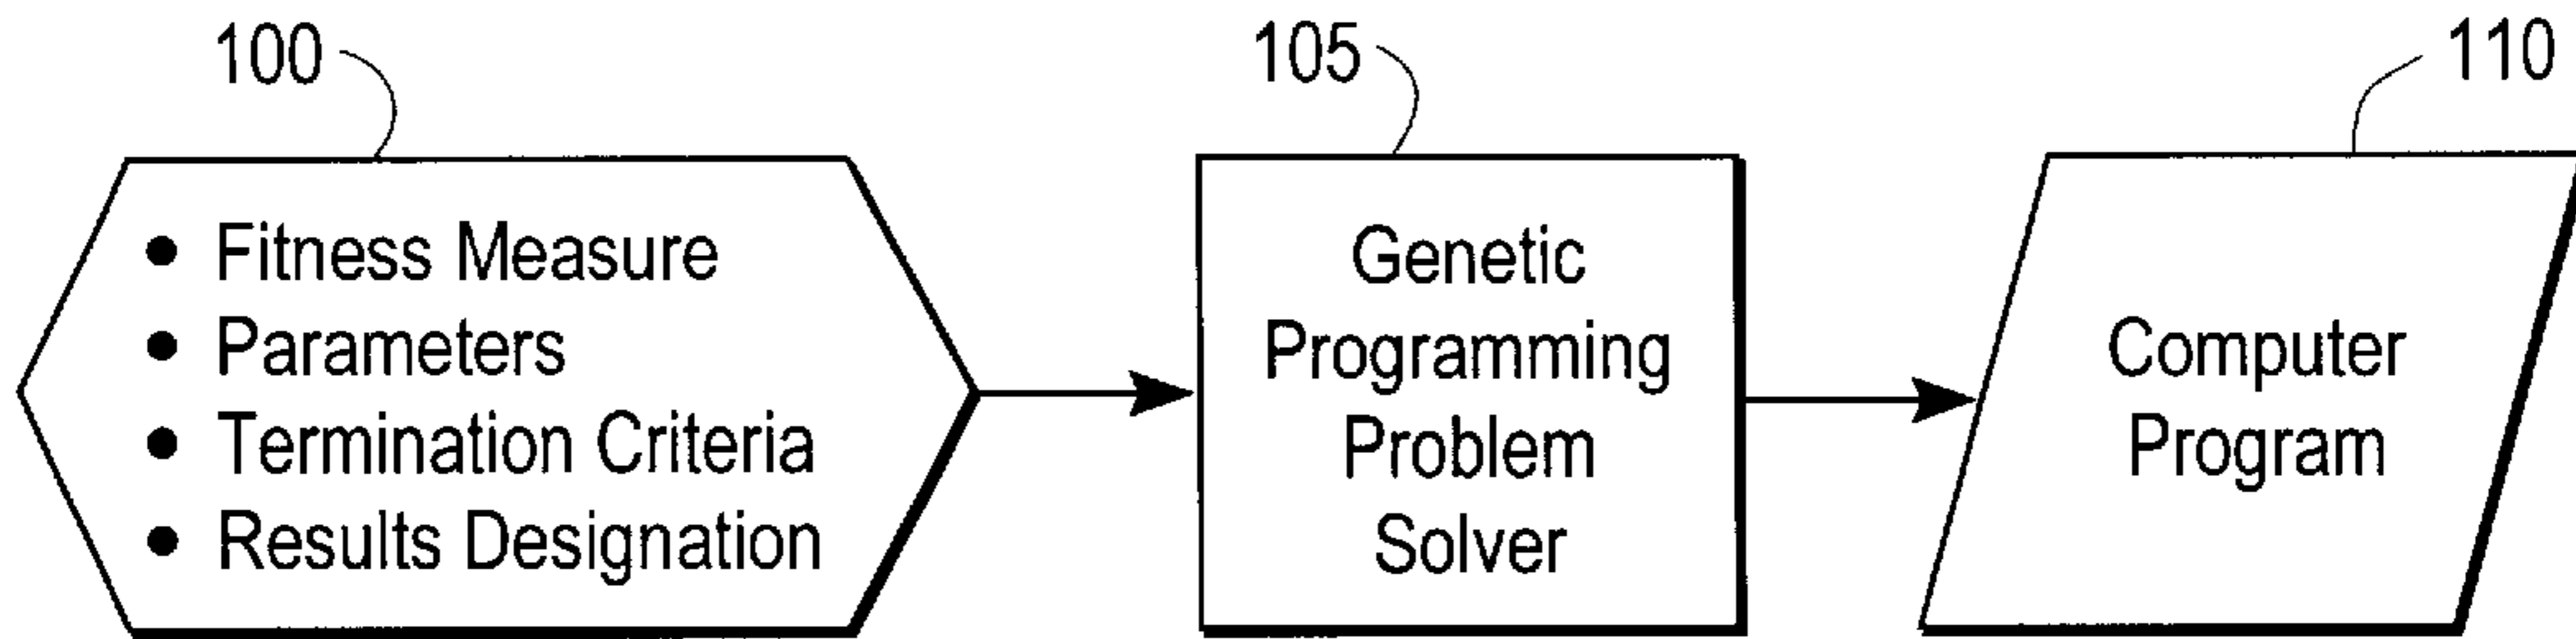 100
105
110
• Fitness Measure
• Parameters
• Termination Criteria
• Results Designation
Genetic
Programming
Problem
Solver
Computer
Program